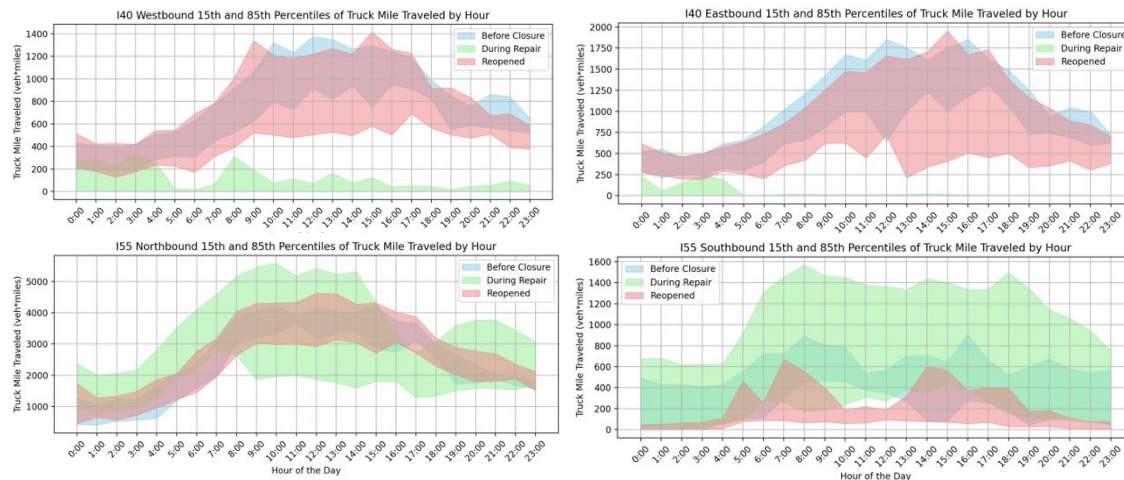 I40 Westbound 15th and 85th Percentiles of Truck Mile Traveled by Hour
Truck Mile Traveled (veh*miles)
1400
1200
1000
800
600
400
200
0
Before Closure
During Repair
Reopened
0:00 1:00 2:00 3:00 4:00 5:00 6:00 7:00 8:00 9:00 10:00 11:00 12:00 13:00 14:00 15:00 16:00 17:00 18:00 19:00 20:00 21:00 22:00 23:00
I40 Eastbound 15th and 85th Percentiles of Truck Mile Traveled by Hour
Truck Mile Traveled (veh*miles)
2000
1750
1500
1250
1000
750
500
250
0
Before Closure
During Repair
Reopened
0:00 1:00 2:00 3:00 4:00 5:00 6:00 7:00 8:00 9:00 10:00 11:00 12:00 13:00 14:00 15:00 16:00 17:00 18:00 19:00 20:00 21:00 22:00 23:00
I55 Northbound 15th and 85th Percentiles of Truck Mile Traveled by Hour
Truck Mile Traveled (veh*miles)
5000
4000
3000
2000
1000
Before Closure
During Repair
Reopened
0:00 1:00 2:00 3:00 4:00 5:00 6:00 7:00 8:00 9:00 10:00 11:00 12:00 13:00 14:00 15:00 16:00 17:00 18:00 19:00 20:00 21:00 22:00 23:00
Hour of the Day
I55 Southbound 15th and 85th Percentiles of Truck Mile Traveled by Hour
Truck Mile Traveled (veh*miles)
1600
1400
1200
1000
800
600
400
200
0
Before Closure
During Repair
Reopened
0:00 1:00 2:00 3:00 4:00 5:00 6:00 7:00 8:00 9:00 10:00 11:00 12:00 13:00 14:00 15:00 16:00 17:00 18:00 19:00 20:00 21:00 22:00 23:00
Hour of the Day